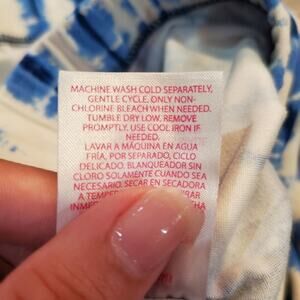 MACHINE WASH COLD SEPARATELY,
GENTLE CYCLE, ONLY NON-
CHLORINE BLEACH WHEN NEEDED.
TUMBLE DRY LOW. REMOVE
PROMPTLY. USE COOL IRON IF
NEEDED.
LAVAR A MÁQUINA EN AGUA
FRÍA, POR SEPARADO, CICLO
DELICADO. BLANQUEADOR SIN
CLORO SOLAMENTE CUANDO SEA
NECESARIO. SECAR EN SECADORA
A